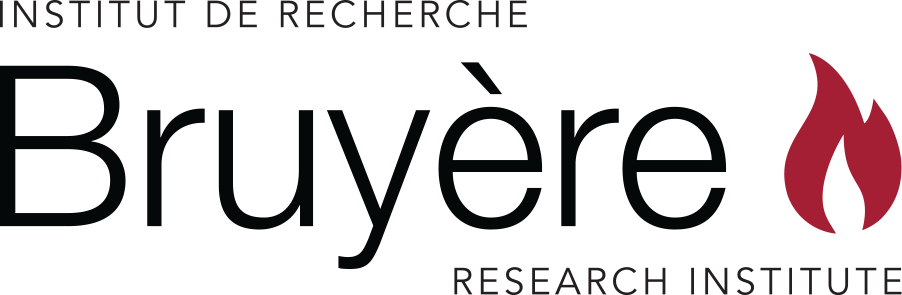 INSTITUT DE RECHERCHE
Bruyère
RESEARCH INSTITUTE